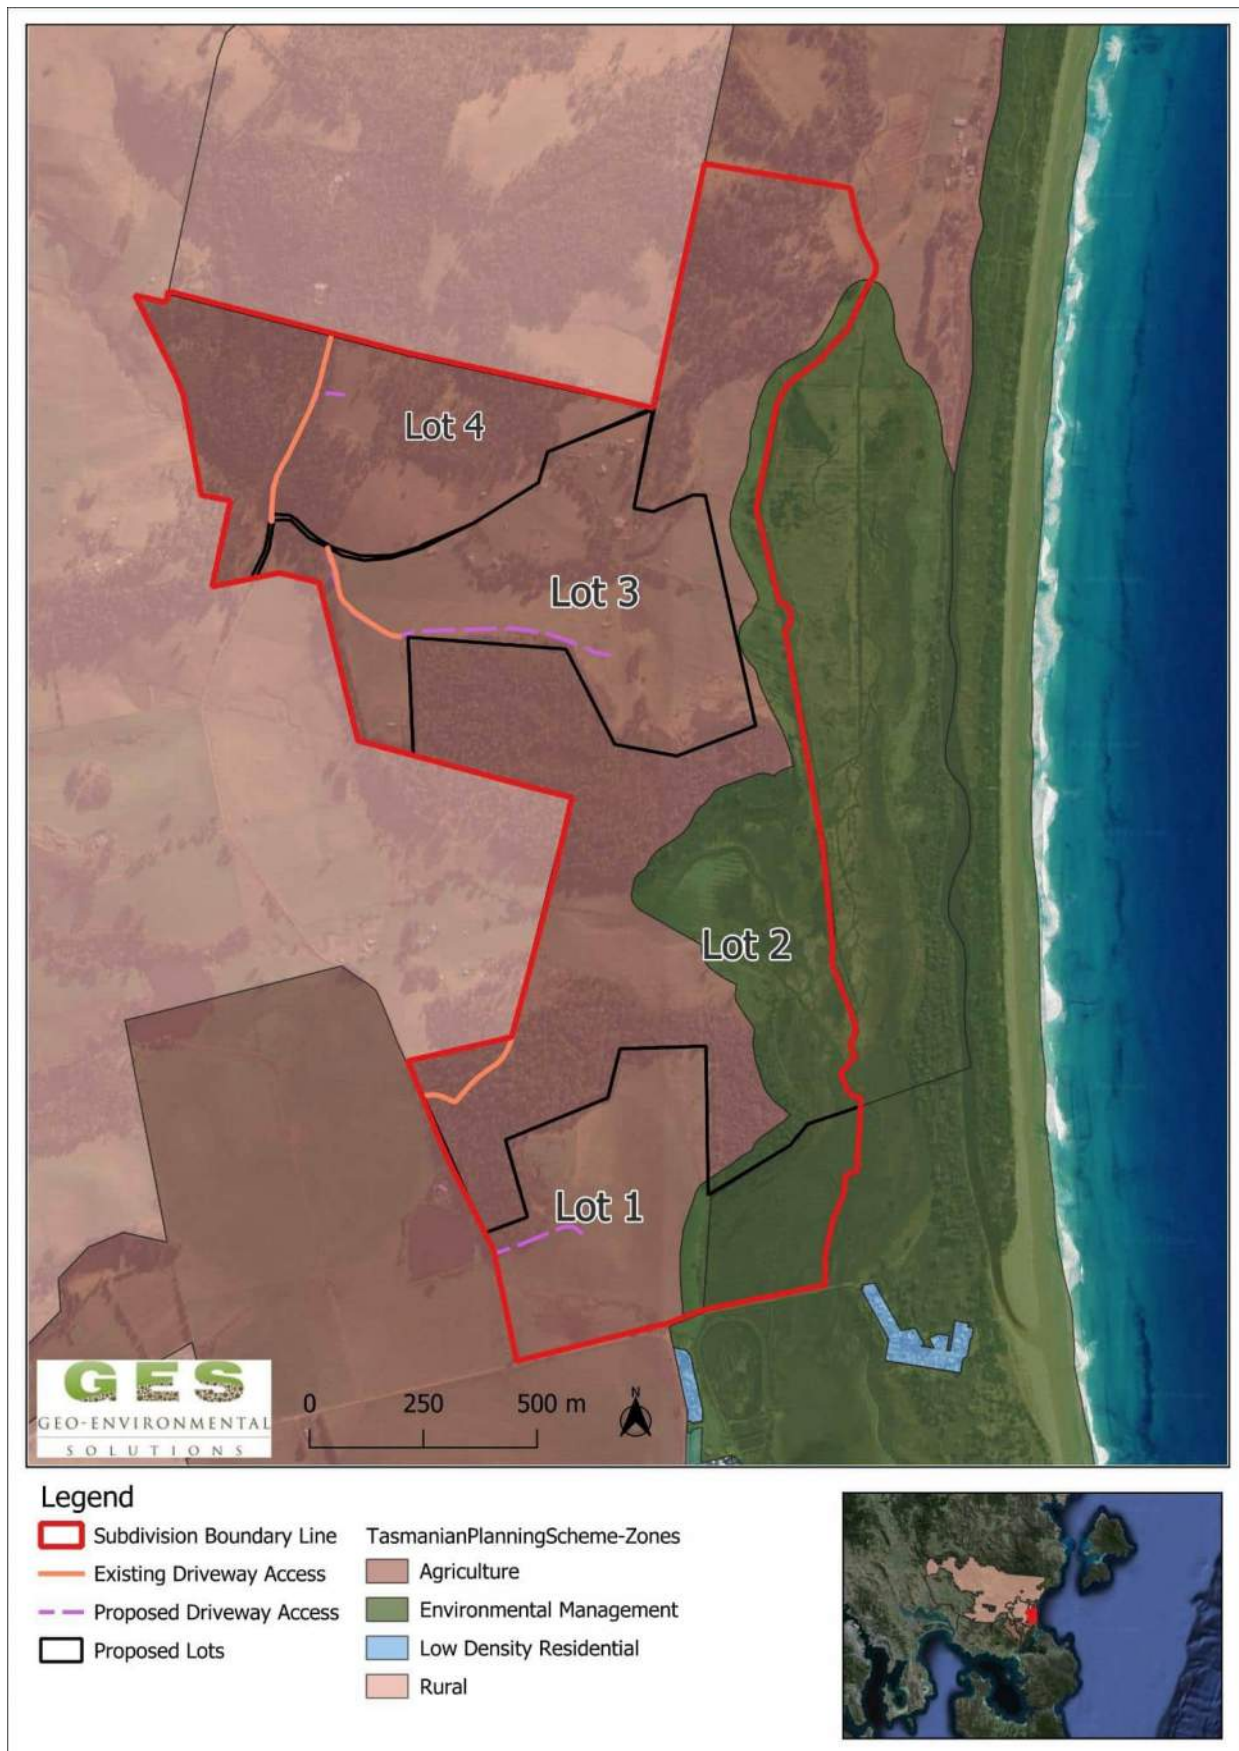 Lot 4
Lot 3
Lot 2
Lot 1
GES
GEO-ENVIRONMENTAL
SOLUTIONS
0 250 500 m
N
Legend
Subdivision Boundary Line
Existing Driveway Access
Proposed Driveway Access
Proposed Lots
TasmanianPlanningScheme-Zones
Agriculture
Environmental Management
Low Density Residential
Rural